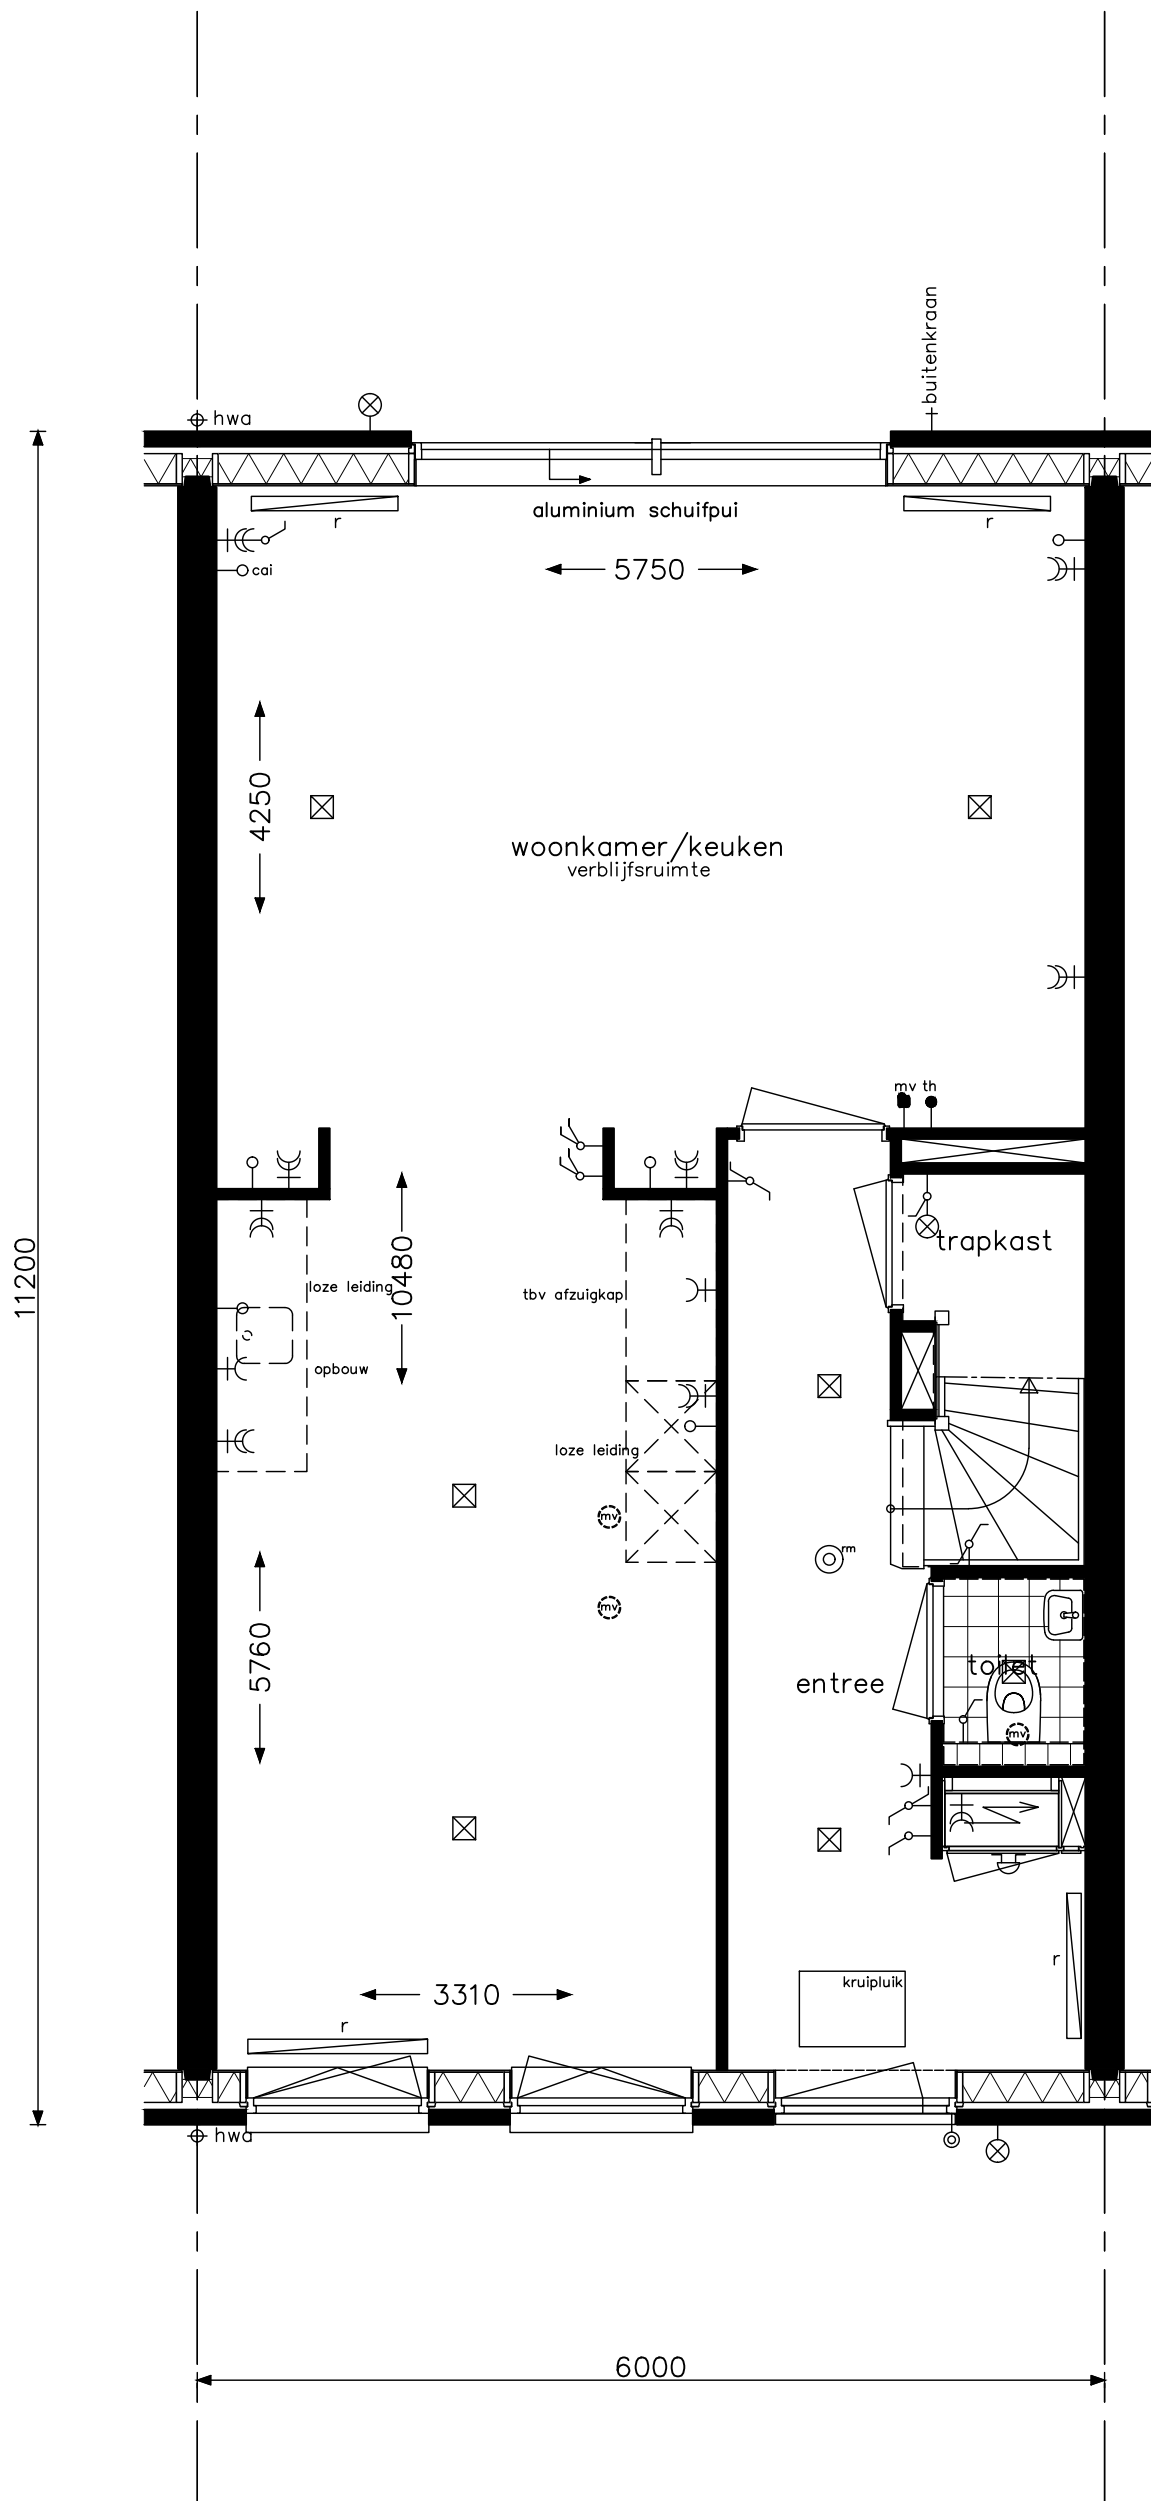 buitenkraan
hwa
aluminium schuifpui
r
r
5750
cai
4250
woonkamer/keuken
verblijfsruimte
mv th
trapkast
11200
10480
loze leiding
tbv afzuigkap
opbouw
loze leiding
mv
rm
mv
5760
toilet
entree
mv
r
kruipluik
3310
r
hwa
6000